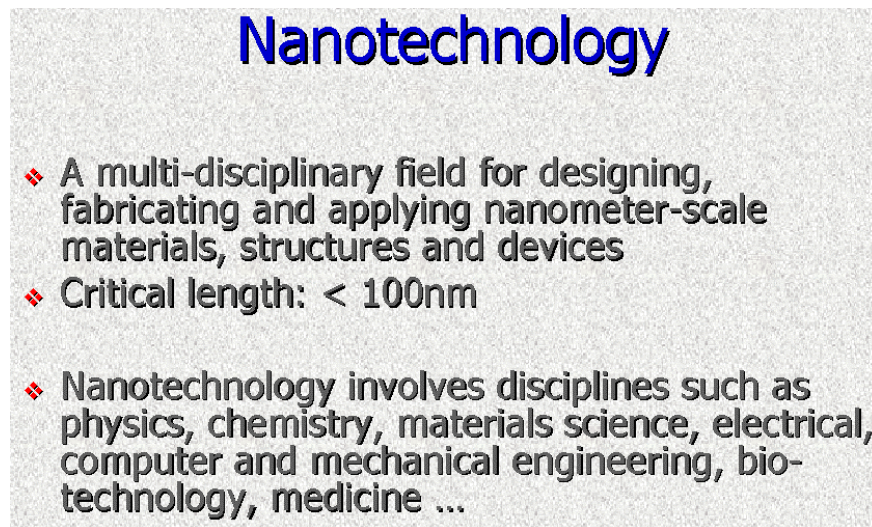 Nanotechnology
❖ A multi-disciplinary field for designing,
fabricating and applying nanometer-scale
materials, structures and devices
❖ Critical length: < 100nm
❖ Nanotechnology involves disciplines such as
physics, chemistry, materials science, electrical,
computer and mechanical engineering, bio-
technology, medicine ...